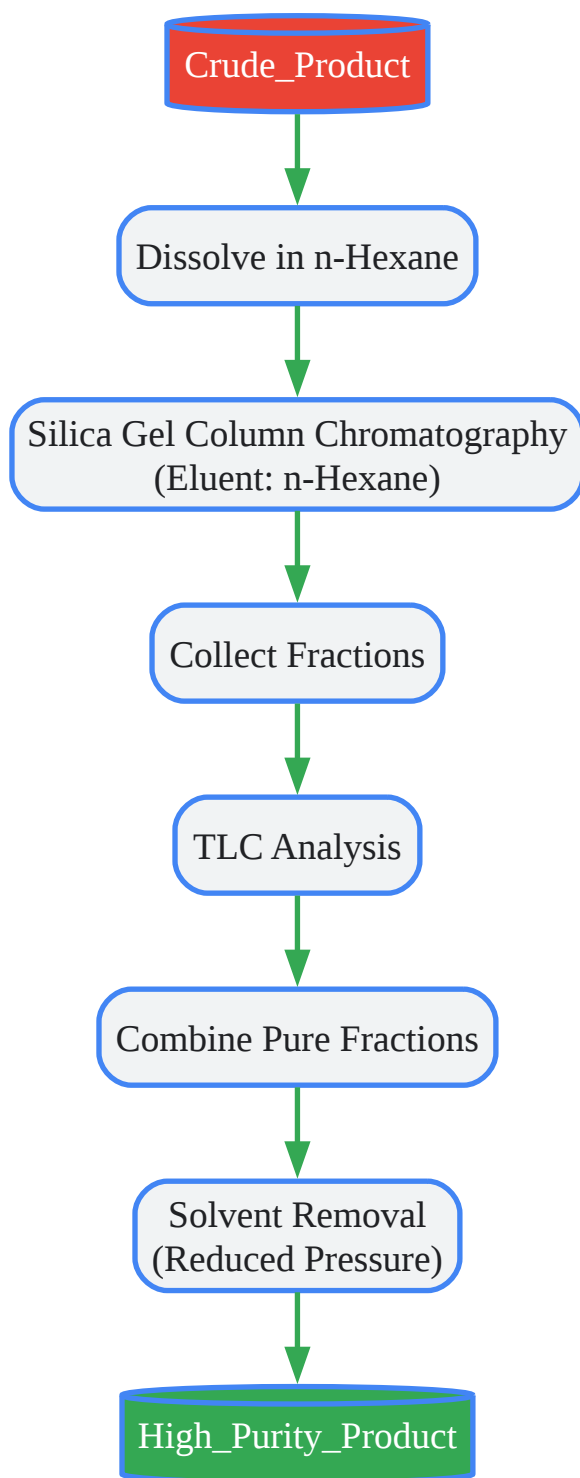 Crude_Product
Dissolve in n-Hexane
Silica Gel Column Chromatography
(Eluent: n-Hexane)
Collect Fractions
TLC Analysis
Combine Pure Fractions
Solvent Removal
(Reduced Pressure)
High_Purity_Product